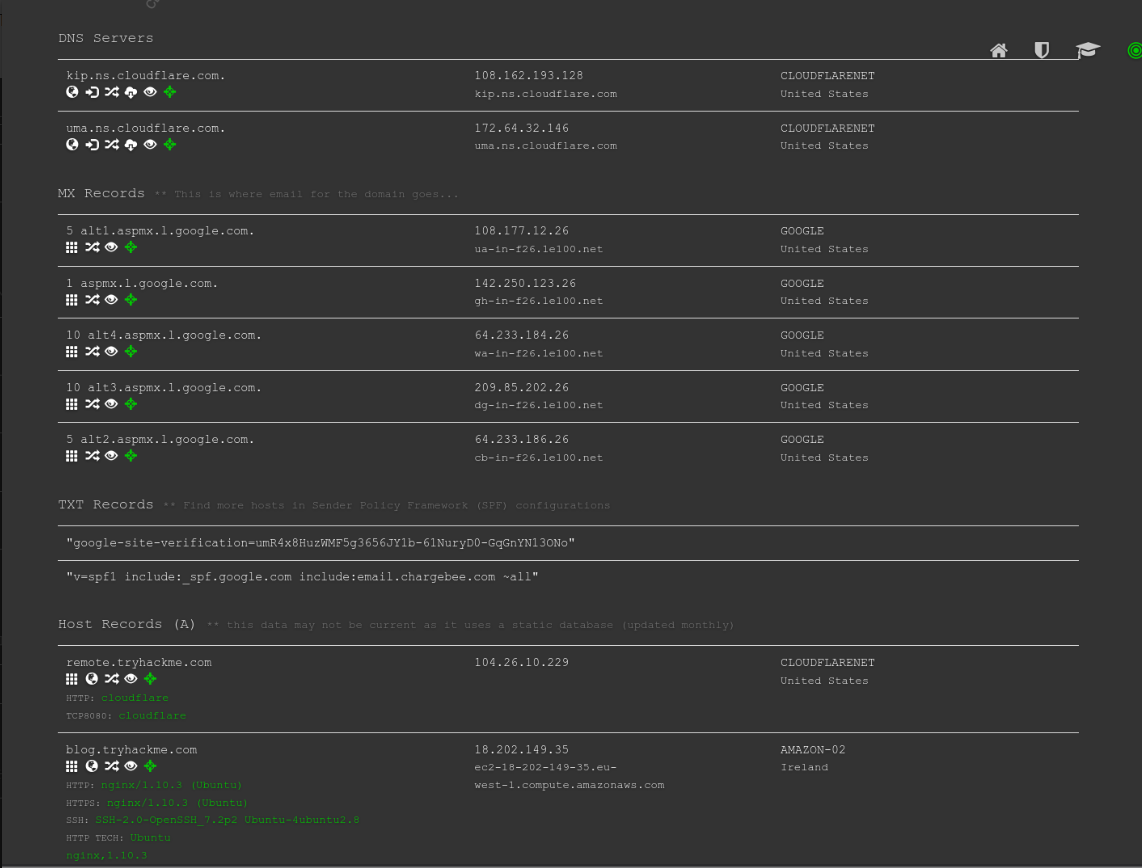 DNS Servers
kip.ns.cloudflare.com. 108.162.193.128 CLOUDFLARENET
kip.ns.cloudflare.com United States
uma.ns.cloudflare.com. 172.64.32.146 CLOUDFLARENET
uma.ns.cloudflare.com United States
MX Records ** This is where email for the domain goes...
5 alt1.aspmx.l.google.com. 108.177.12.26 GOOGLE
ua-in-f26.1e100.net United States
1 aspmx.l.google.com. 142.250.123.26 GOOGLE
gh-in-f26.1e100.net United States
10 alt4.aspmx.l.google.com. 64.233.184.26 GOOGLE
wa-in-f26.1e100.net United States
10 alt3.aspmx.l.google.com. 209.85.202.26 GOOGLE
dg-in-f26.1e100.net United States
5 alt2.aspmx.l.google.com. 64.233.186.26 GOOGLE
cb-in-f26.1e100.net United States
TXT Records ** Find more hosts in Sender Policy Framework (SPF) configurations
"google-site-verification=umR4x8HuzWMF5g3656JY1b-61NuryD0-GqGnYN13ONo"
"v=spf1 include:_spf.google.com include:email.chargebee.com ~all"
Host Records (A) ** this data may not be current as it uses a static database (updated monthly)
remote.tryhackme.com 104.26.10.229 CLOUDFLARENET
United States
HTTP: cloudflare
TCP8080: cloudflare
blog.tryhackme.com 18.202.149.35 AMAZON-02
ec2-18-202-149-35.eu- Ireland
HTTP: nginx/1.10.3 (Ubuntu) west-1.compute.amazonaws.com
HTTPS: nginx/1.10.3 (Ubuntu)
SSH: SSH-2.0-OpenSSH_7.2p2 Ubuntu-4ubuntu2.8
HTTP TECH: Ubuntu
nginx,1.10.3